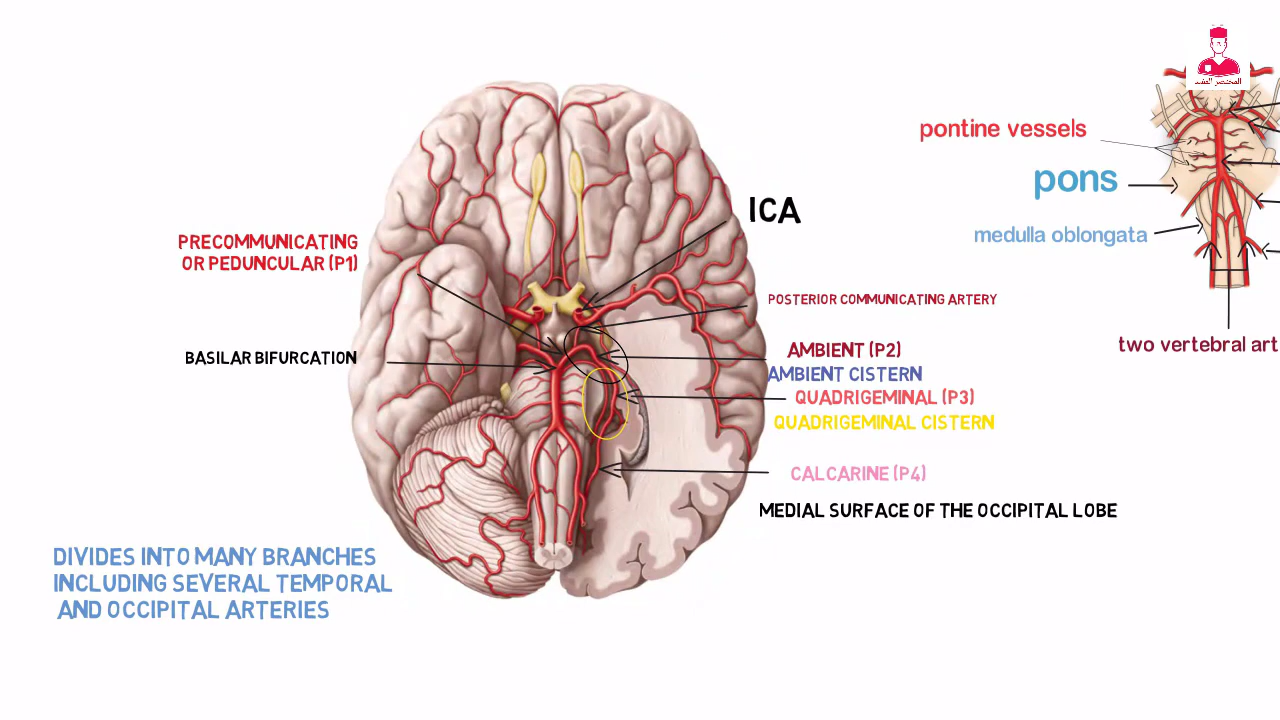 المختصر المفيد
pontine vessels
pons
medulla oblongata
two vertebral art
ICA
PRECOMMUNICATING
OR PEDUNCULAR (P1)
POSTERIOR COMMUNICATING ARTERY
BASILAR BIFURCATION
AMBIENT (P2)
AMBIENT CISTERN
QUADRIGEMINAL (P3)
QUADRIGEMINAL CISTERN
CALCARINE (P4)
MEDIAL SURFACE OF THE OCCIPITAL LOBE
DIVIDES INTO MANY BRANCHES
INCLUDING SEVERAL TEMPORAL
AND OCCIPITAL ARTERIES